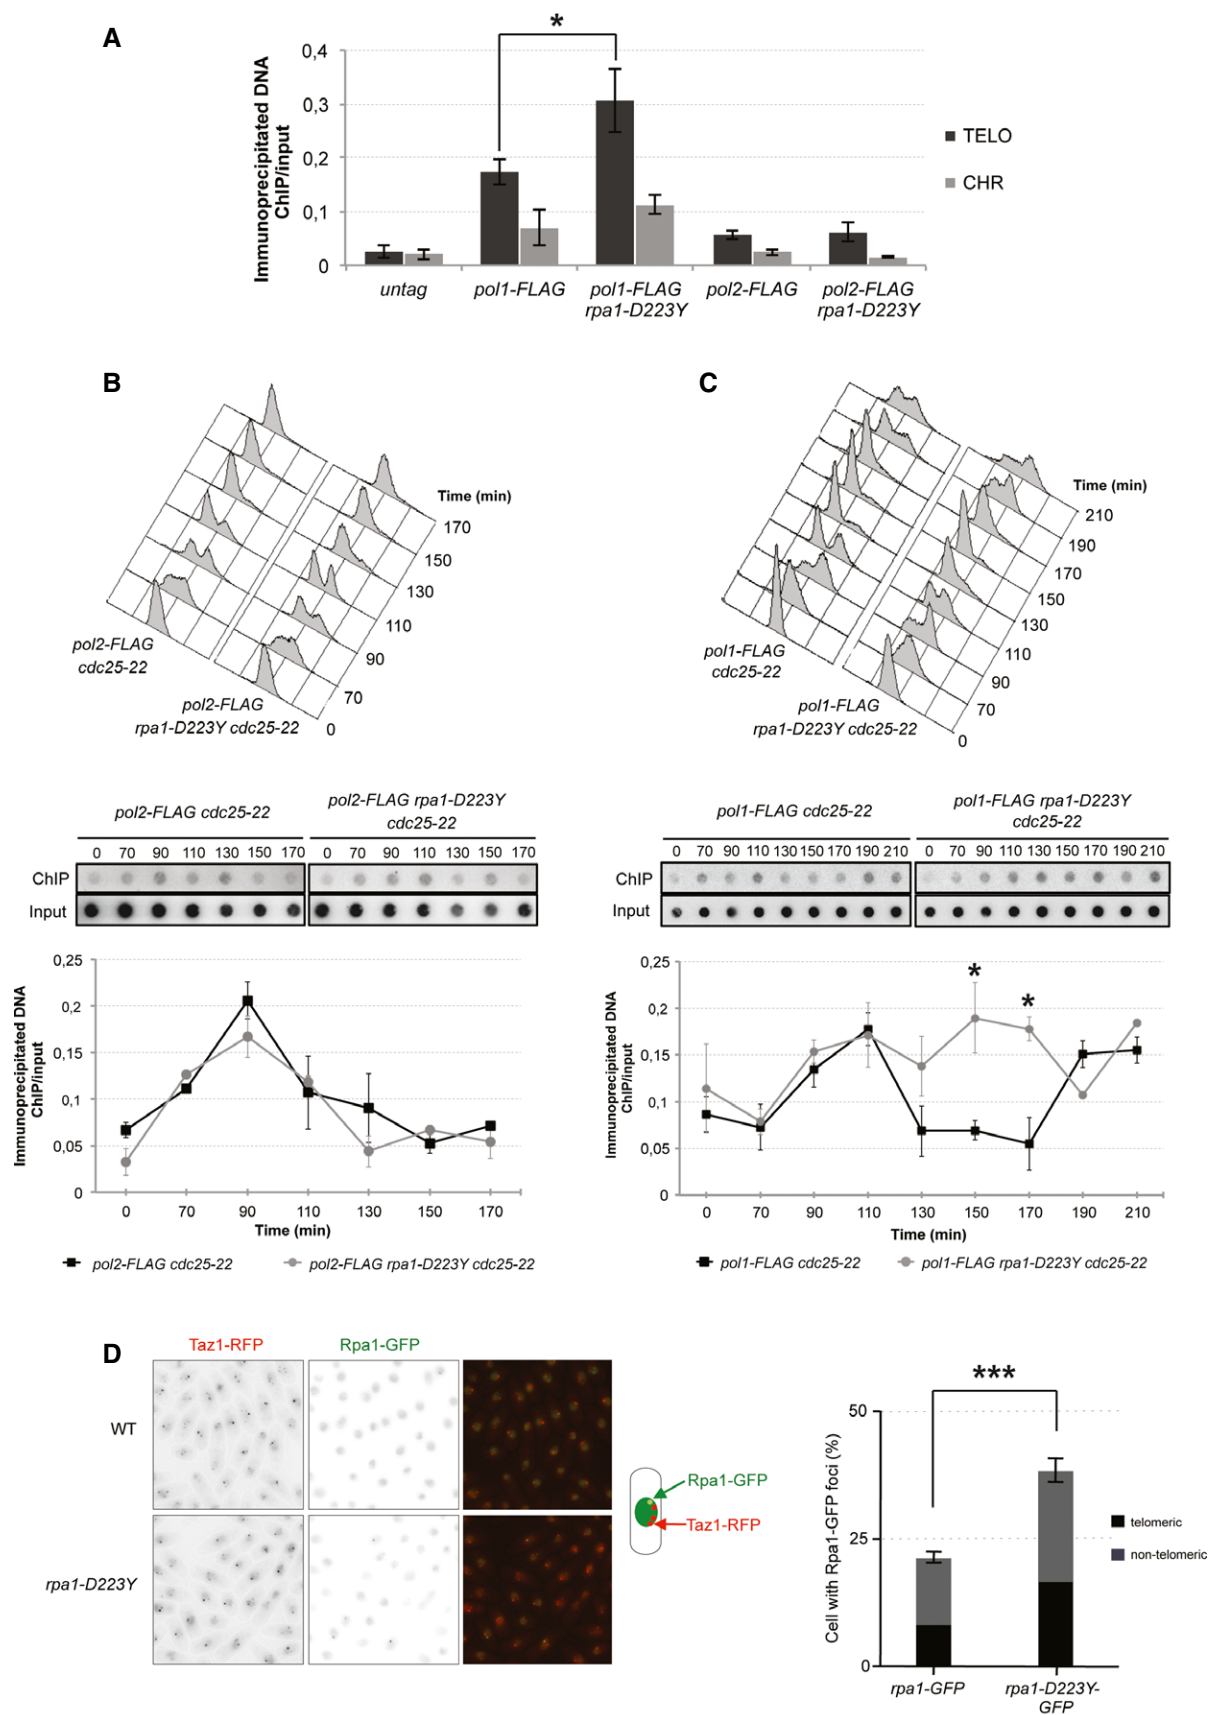 A
*
Immunoprecipitated DNA
ChIP/input
0,4
0,3
0,2
0,1
0
TELO
CHR
untag
pol1-FLAG
pol1-FLAG
rpa1-D223Y
pol2-FLAG
pol2-FLAG
rpa1-D223Y
B
Time (min)
170
150
130
110
90
70
0
pol2-FLAG
cdc25-22
pol2-FLAG
rpa1-D223Y cdc25-22
C
Time (min)
210
190
170
150
130
110
90
70
0
pol1-FLAG
cdc25-22
pol1-FLAG
rpa1-D223Y cdc25-22
pol2-FLAG cdc25-22
pol2-FLAG rpa1-D223Y
cdc25-22
0 70 90 110 130 150 170
0 70 90 110 130 150 170
ChIP
Input
pol1-FLAG cdc25-22
pol1-FLAG rpa1-D223Y
cdc25-22
0 70 90 110 130 150 170 190 210
0 70 90 110 130 150 170 190 210
ChIP
Input
Immunoprecipitated DNA
ChIP/input
0,25
0,2
0,15
0,1
0,05
0
0 70 90 110 130 150 170
Time (min)
pol2-FLAG cdc25-22
pol2-FLAG rpa1-D223Y cdc25-22
Immunoprecipitated DNA
ChIP/input
0,25
0,2
0,15
0,1
0,05
0
*
*
0 70 90 110 130 150 170 190 210
Time (min)
pol1-FLAG cdc25-22
pol1-FLAG rpa1-D223Y cdc25-22
D
Taz1-RFP
Rpa1-GFP
WT
rpa1-D223Y
Rpa1-GFP
Taz1-RFP
***
Cell with Rpa1-GFP foci (%)
50
25
0
telomeric
non-telomeric
rpa1-GFP
rpa1-D223Y-
GFP